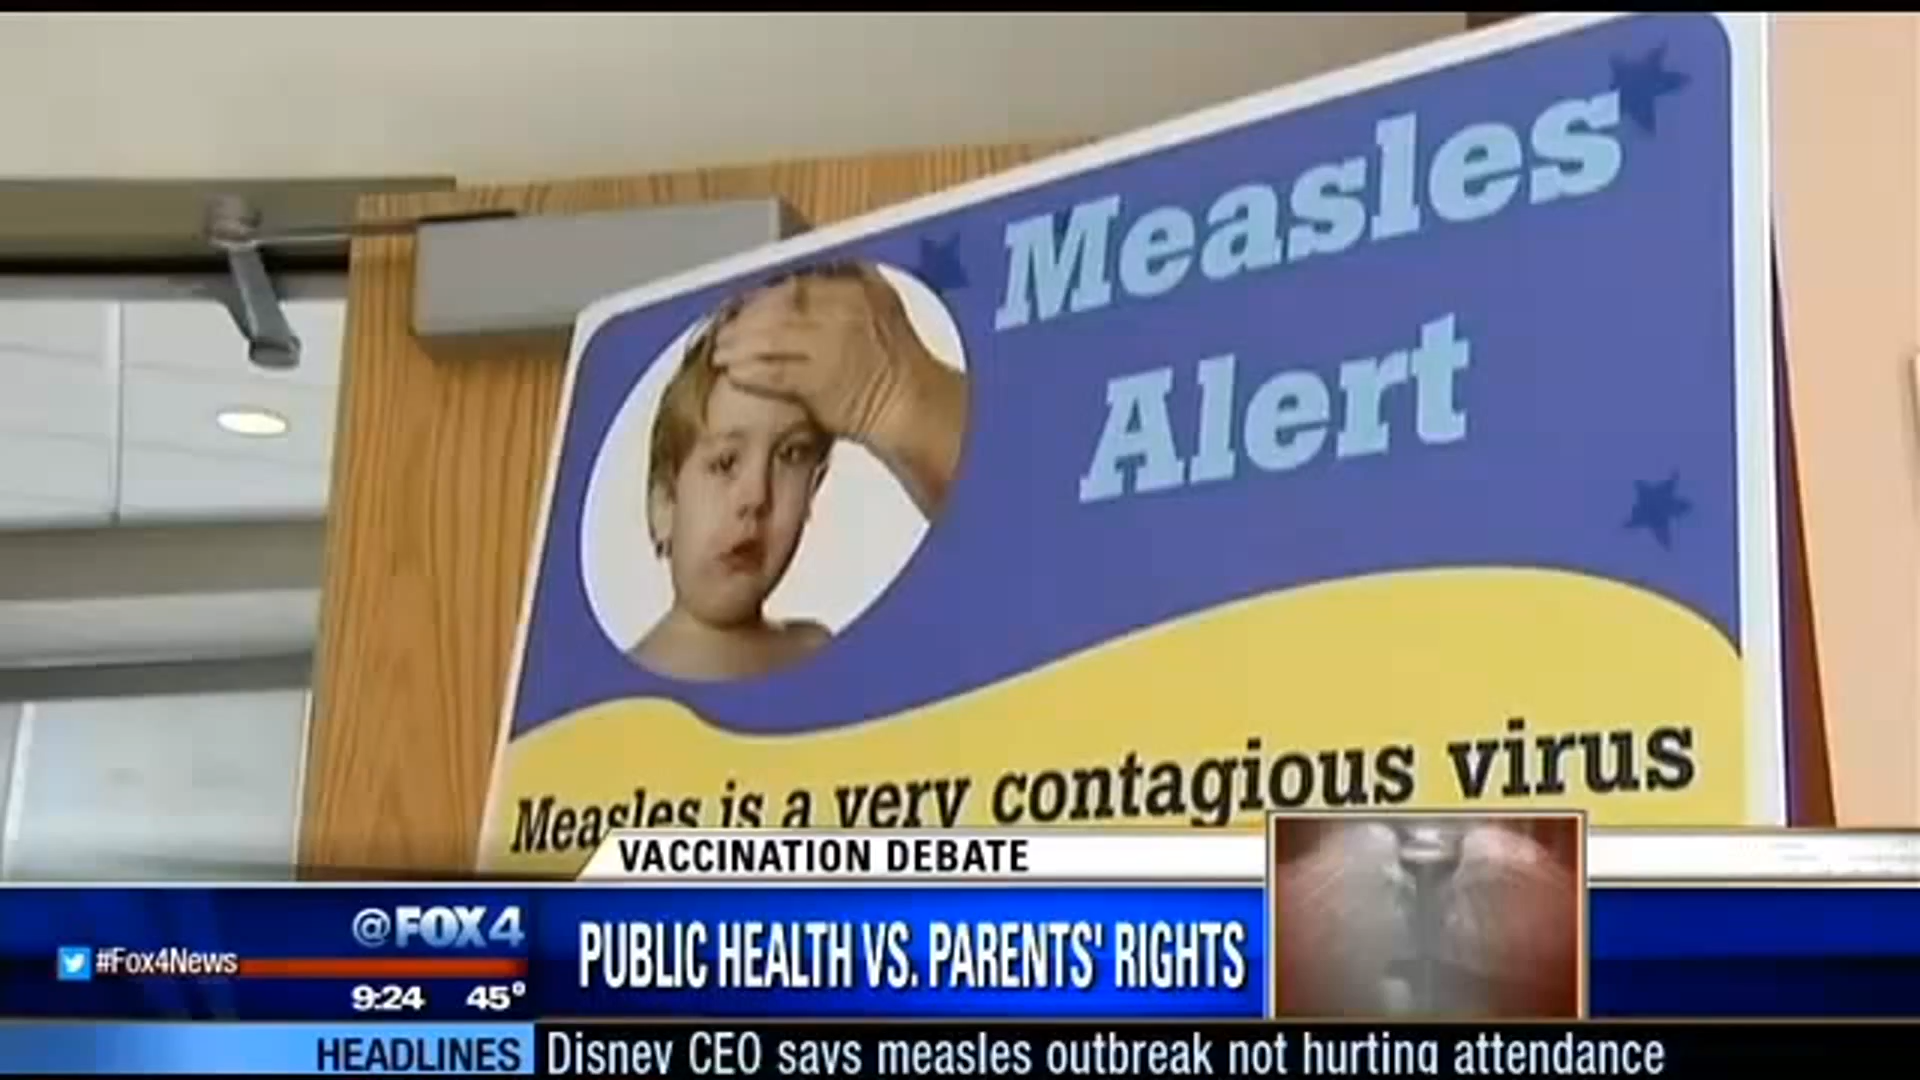 Measles
Alert
Measles is a very contagious virus
VACCINATION DEBATE
@FOX4
#Fox4News
PUBLIC HEALTH VS. PARENTS' RIGHTS
9:24 45°
HEADLINES Disney CEO says measles outbreak not hurting attendance